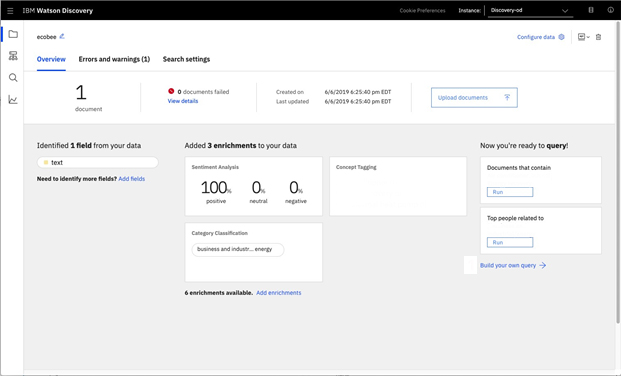 IBM Watson Discovery
Cookie Preferences
Instance:
Discovery-od
ecobee
Configure data
Overview
Errors and warnings (1)
Search settings
1
document
0 documents failed
View details
Created on 6/6/2019 6:25:40 pm EDT
Last updated 6/6/2019 6:25:40 pm EDT
Upload documents
Identified 1 field from your data
text
Need to identify more fields? Add fields
Added 3 enrichments to your data
Sentiment Analysis
100% 0% 0%
positive neutral negative
Concept Tagging
Category Classification
business and industr... energy
6 enrichments available. Add enrichments
Now you're ready to query!
Documents that contain
Run
Top people related to
Run
Build your own query